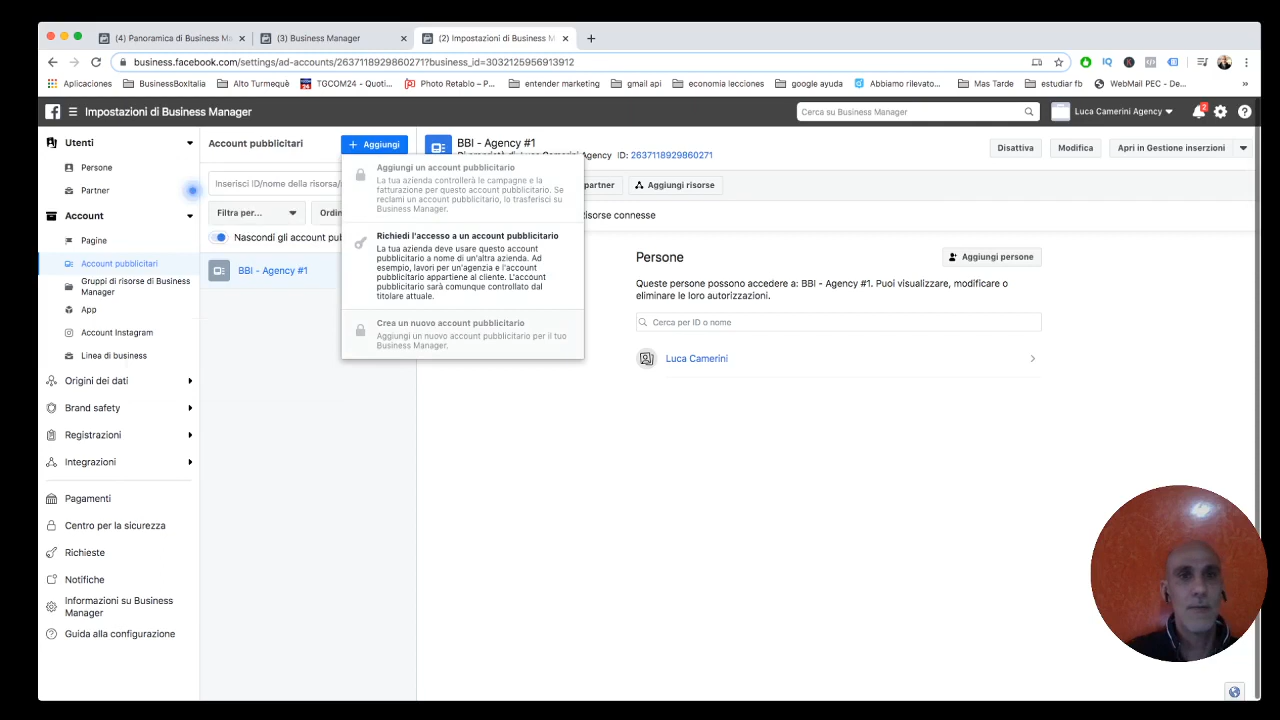 (4) Panoramica di Business Ma
(3) Business Manager
(2) Impostazioni di Business M
business.facebook.com/settings/ad-accounts/2637118929860271?business_id=3032125966913912
Aplicaciones
BusinessBoxItalia
Alto Turmequè
TGCOM24 - Quoti...
Photo Retablo – P...
entender marketing
gmail api
economia lecciones
google ayuda
Abbiamo rilevato...
Mas Tarde
estudiar fb
WebMail PEC - De...
»
Impostazioni di Business Manager
Cerca su Business Manager
Luca Camerini Agency
2
Utenti
Persone
Partner
Account
Pagine
Account pubblicitari
Gruppi di risorse di Business
Manager
App
Account Instagram
Linea di business
Origini dei dati
Brand safety
Registrazioni
Integrazioni
Pagamenti
Centro per la sicurezza
Richieste
Notifiche
Informazioni su Business
Manager
Guida alla configurazione
Account pubblicitari
+ Aggiungi
Inserisci ID/nome della risorsa/
Filtra per...
Ordin
Nascondi gli account pub
BBI - Agency #1
Aggiungi un account pubblicitario
La tua azienda controllerà le campagne e la
fatturazione per questo account pubblicitario. Se
reclami un account pubblicitario, lo trasferisci su
Business Manager.
Richiedi l'accesso a un account pubblicitario
La tua azienda deve usare questo account
pubblicitario a nome di un'altra azienda. Ad
esempio, lavori per un'agenzia e l'account
pubblicitario appartiene al cliente. L'account
pubblicitario sarà comunque controllato dal
titolare attuale.
Crea un nuovo account pubblicitario
Aggiungi un nuovo account pubblicitario per il tuo
Business Manager.
BBI - Agency #1
Di proprietà di Luca Camerini Agency ID: 2637118929860271
Disattiva
Modifica
Apri in Gestione inserzioni
partner
Aggiungi risorse
isorse connesse
Persone
Aggiungi persone
Queste persone possono accedere a: BBI - Agency #1. Puoi visualizzare, modificare o
eliminare le loro autorizzazioni.
Cerca per ID o nome
Luca Camerini